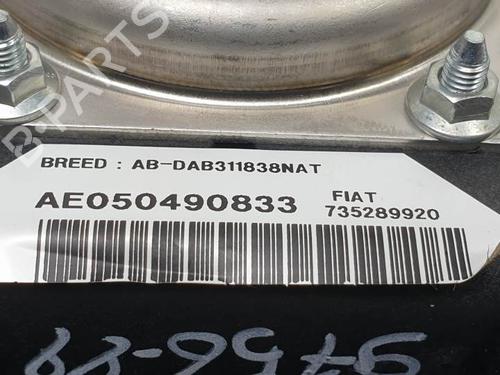 BREED : AB-DAB311838NAT
AE050490833
FIAT
735289920